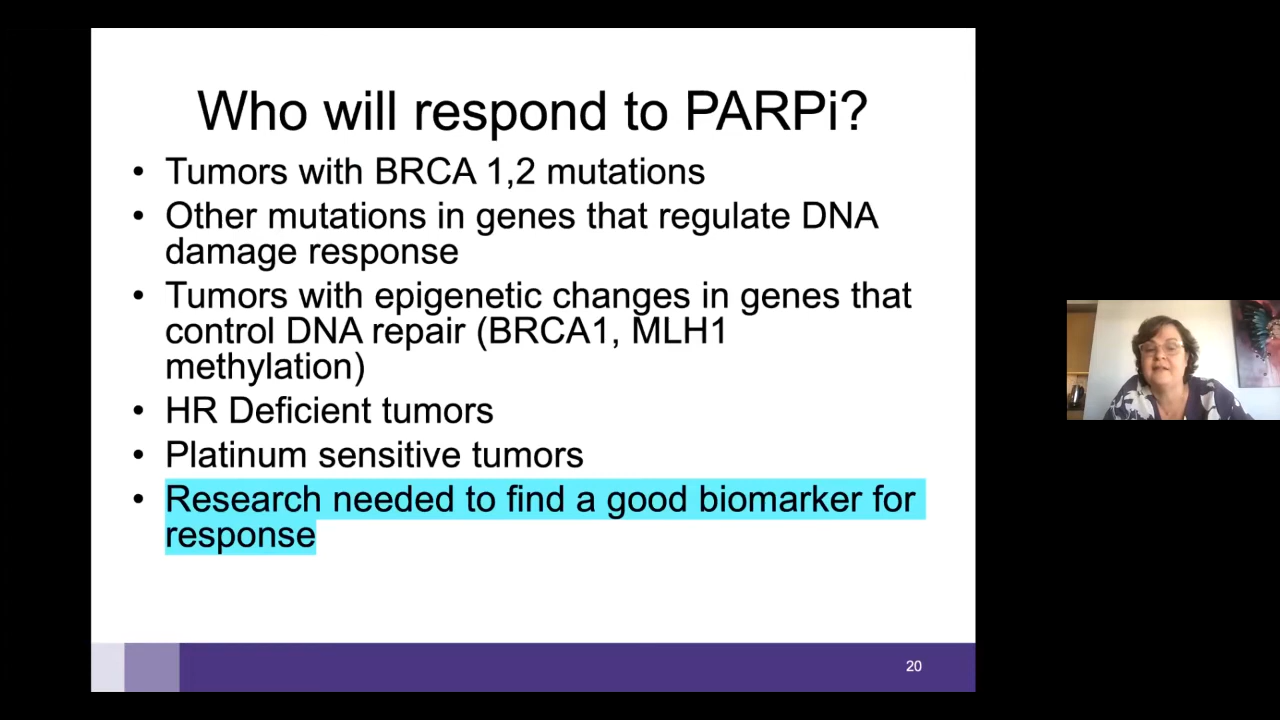 Who will respond to PARPi?
• Tumors with BRCA 1,2 mutations
• Other mutations in genes that regulate DNA
damage response
• Tumors with epigenetic changes in genes that
control DNA repair (BRCA1, MLH1
methylation)
• HR Deficient tumors
• Platinum sensitive tumors
• Research needed to find a good biomarker for
response
20